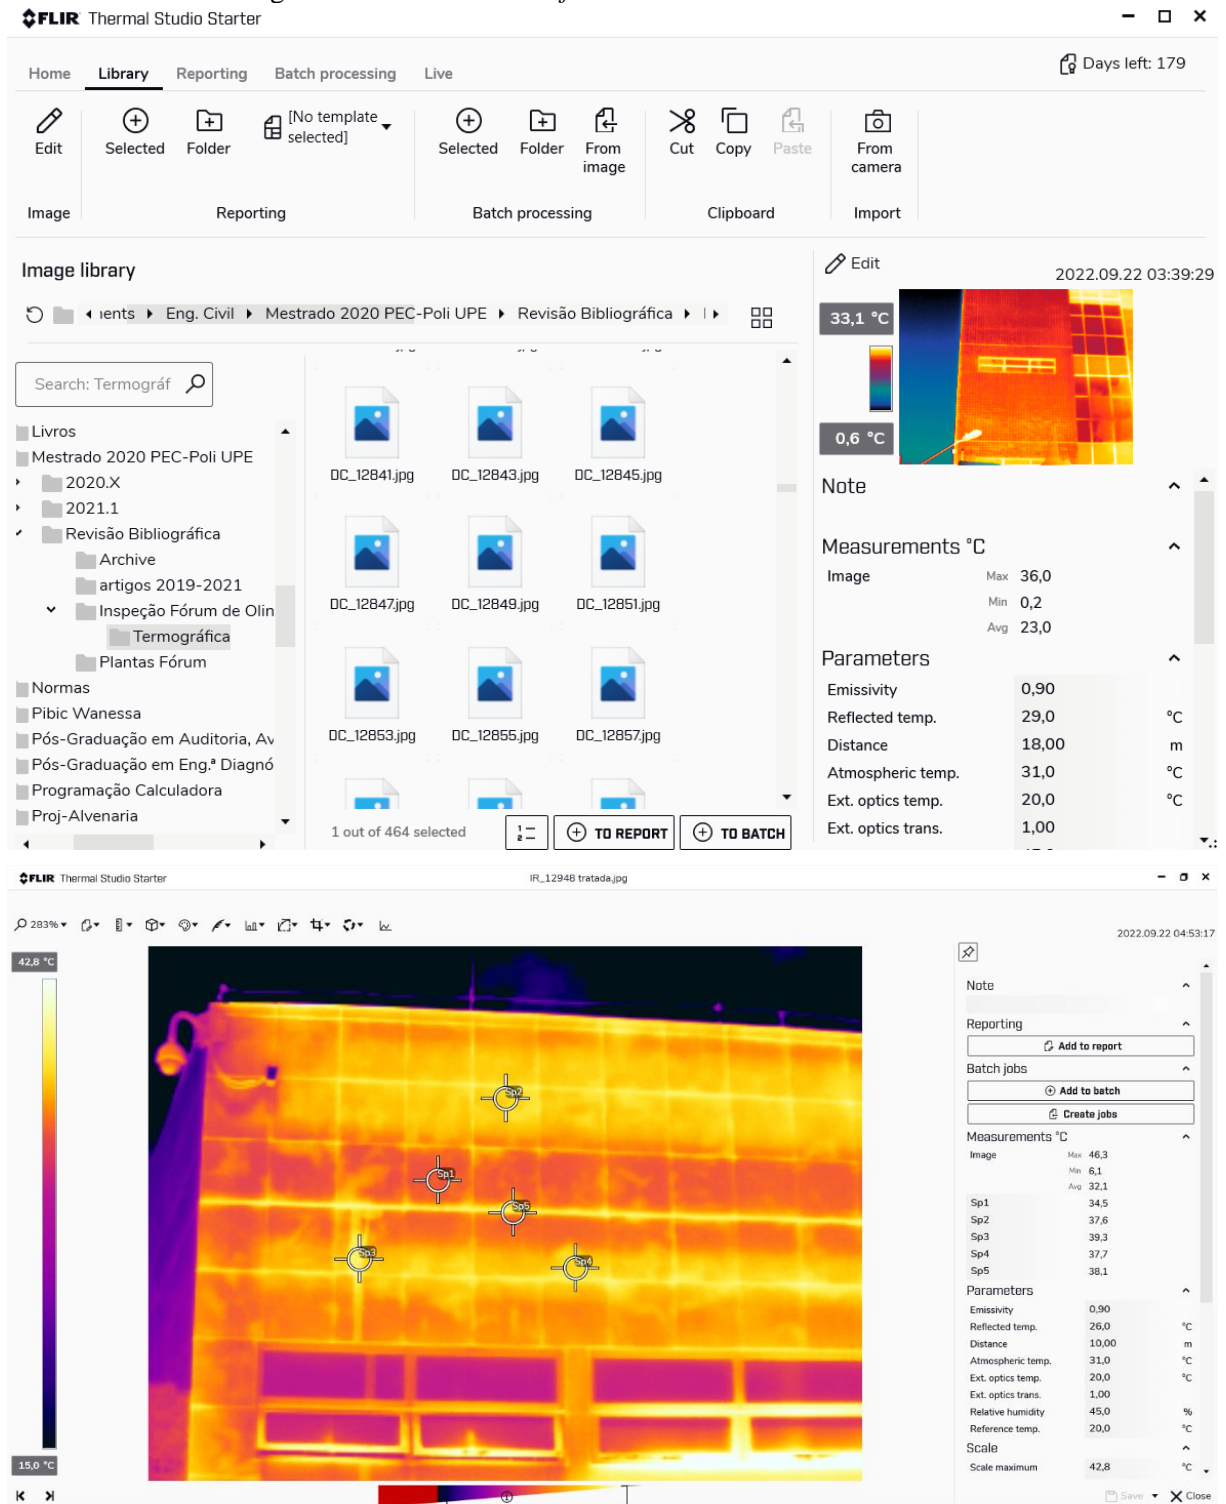 FLIR Thermal Studio Starter
Days left: 179
Home Library Reporting Batch processing Live
Edit Selected Folder [No template selected] Selected Folder From image Cut Copy Paste From camera
Image Reporting Batch processing Clipboard Import
Image library
Edit
2022.09.22 03:39:29
Eng. Civil Mestrado 2020 PEC-Poli UPE Revisão Bibliográfica
33,1 °C
0,6 °C
Search: Termográf
Livros
Mestrado 2020 PEC-Poli UPE
2020.X
2021.1
Revisão Bibliográfica
Archive
artigos 2019-2021
Inspeção Fórum de Olin
Termográfica
Plantas Fórum
Normas
Pibic Wanessa
Pós-Graduação em Auditoria, Av
Pós-Graduação em Eng.ª Diagnó
Programação Calculadora
Proj-Alvenaria
DC_12841.jpg DC_12843.jpg DC_12845.jpg
DC_12847.jpg DC_12849.jpg DC_12851.jpg
DC_12853.jpg DC_12855.jpg DC_12857.jpg
1 out of 464 selected
TO REPORT TO BATCH
Note
Measurements °C
Image Max 36,0
Min 0,2
Avg 23,0
Parameters
Emissivity 0,90
Reflected temp. 29,0 °C
Distance 18,00 m
Atmospheric temp. 31,0 °C
Ext. optics temp. 20,0 °C
Ext. optics trans. 1,00
FLIR Thermal Studio Starter
IR_12948 tratada.jpg
283%
2022.09.22 04:53:17
42,8 °C
15,0 °C
Sp2
Sp1
Sp5
Sp3
Sp4
Note
Reporting
Add to report
Batch jobs
Add to batch
Create jobs
Measurements °C
Image Max 46,3
Min 6,1
Avg 32,1
Sp1 34,5
Sp2 37,6
Sp3 39,3
Sp4 37,7
Sp5 38,1
Parameters
Emissivity 0,90
Reflected temp. 26,0 °C
Distance 10,00 m
Atmospheric temp. 31,0 °C
Ext. optics temp. 20,0 °C
Ext. optics trans. 1,00
Relative humidity 45,0 %
Reference temp. 20,0 °C
Scale
Scale maximum 42,8 °C
Save Close